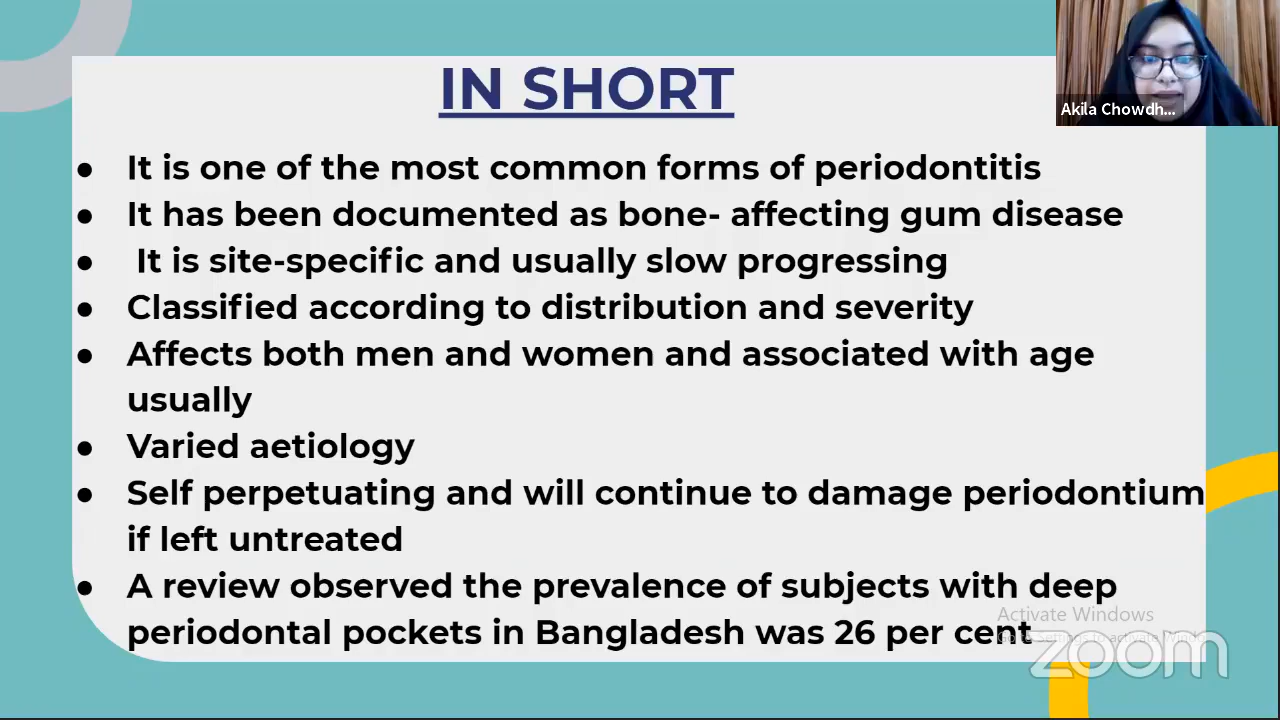 IN SHORT
Akila Chowdh...
● It is one of the most common forms of periodontitis
● It has been documented as bone- affecting gum disease
● It is site-specific and usually slow progressing
● Classified according to distribution and severity
● Affects both men and women and associated with age
usually
● Varied aetiology
● Self perpetuating and will continue to damage periodontium
if left untreated
● A review observed the prevalence of subjects with deep
periodontal pockets in Bangladesh was 26 per cent
Activate Windows
zoom